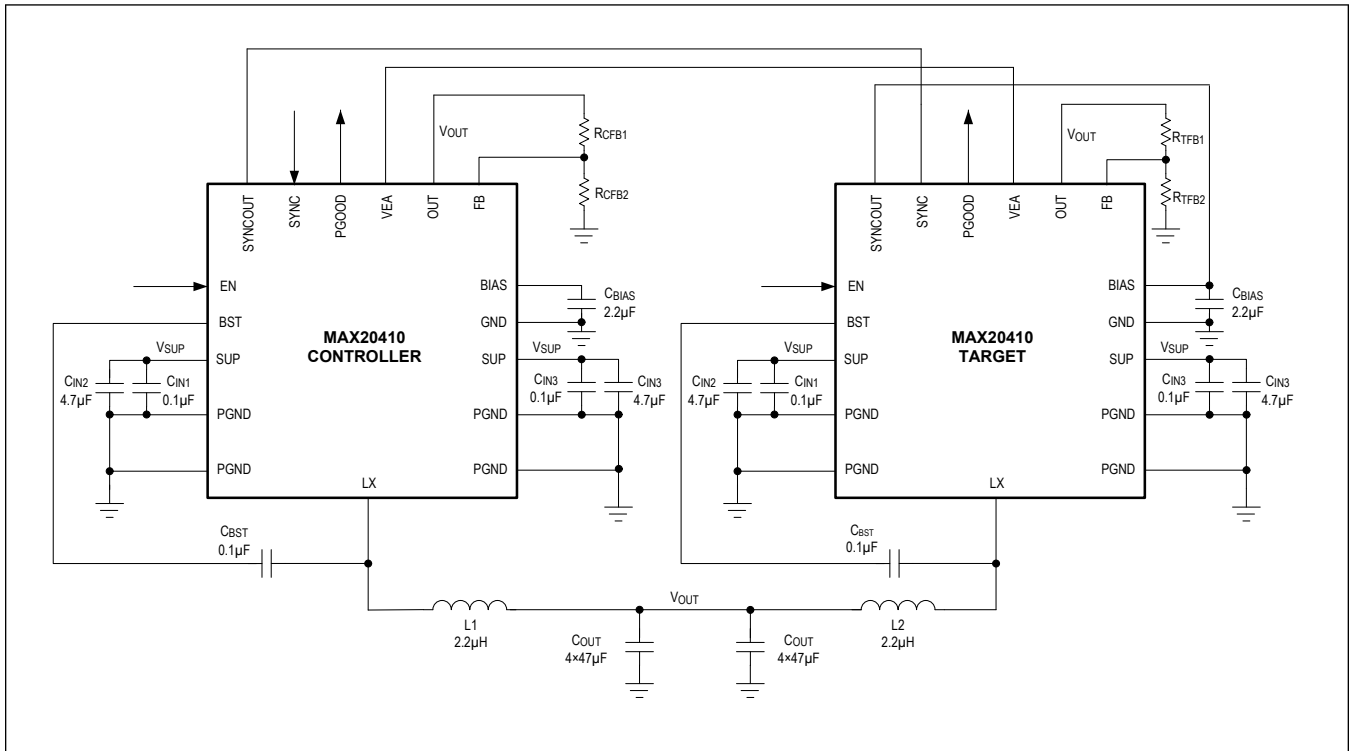 VOUT
RCFB1
RCFB2
SYNCOUT
SYNC
PGOOD
VEA
OUT
FB
EN
BST
VSUP
SUP
CIN2
4.7µF
CIN1
0.1µF
PGND
PGND
MAX20410
CONTROLLER
BIAS
GND
SUP
PGND
PGND
LX
CBIAS
2.2µF
VSUP
CIN3
0.1µF
CIN3
4.7µF
CBST
0.1µF
VOUT
RTFB1
RTFB2
SYNCOUT
SYNC
PGOOD
VEA
OUT
FB
EN
BST
VSUP
SUP
CIN2
4.7µF
CIN1
0.1µF
PGND
PGND
MAX20410
TARGET
BIAS
GND
SUP
PGND
PGND
LX
CBIAS
2.2µF
VSUP
CIN3
0.1µF
CIN3
4.7µF
CBST
0.1µF
L1
2.2µH
VOUT
COUT
4×47µF
COUT
4×47µF
L2
2.2µH